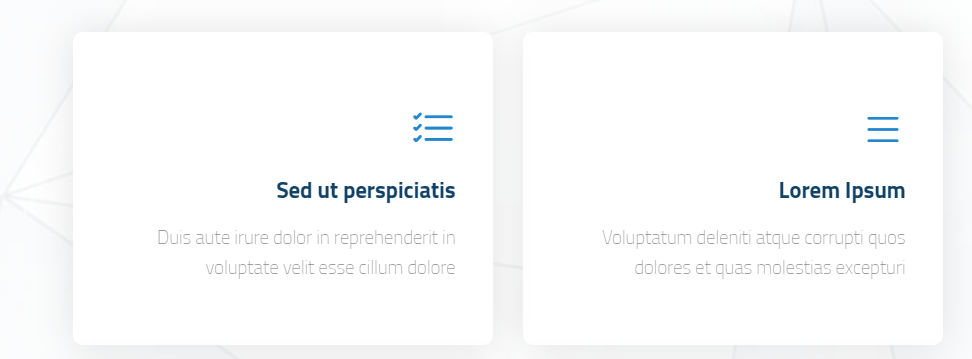 Sed ut perspiciatis
Duis aute irure dolor in reprehenderit in
voluptate velit esse cillum dolore
Lorem Ipsum
Voluptatum deleniti atque corrupti quos
dolores et quas molestias excepturi